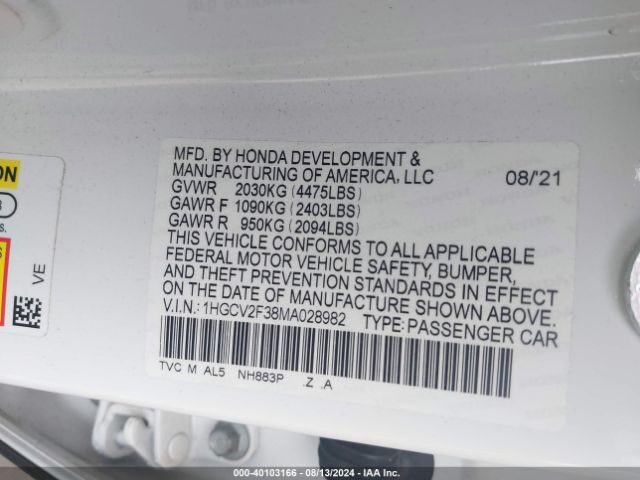 MFD. BY HONDA DEVELOPMENT &
MANUFACTURING OF AMERICA, LLC 08/'21
GVWR 2030KG (4475LBS)
GAWR F 1090KG (2403LBS)
GAWR R 950KG (2094LBS)
THIS VEHICLE CONFORMS TO ALL APPLICABLE
FEDERAL MOTOR VEHICLE SAFETY, BUMPER,
AND THEFT PREVENTION STANDARDS IN EFFECT
ON THE DATE OF MANUFACTURE SHOWN ABOVE.
V.I.N.: 1HGCV2F38MA028982 TYPE: PASSENGER CAR
TVC M AL5 NH883P .Z .A
VE
000-40103166 - 08/13/2024 - IAA Inc.